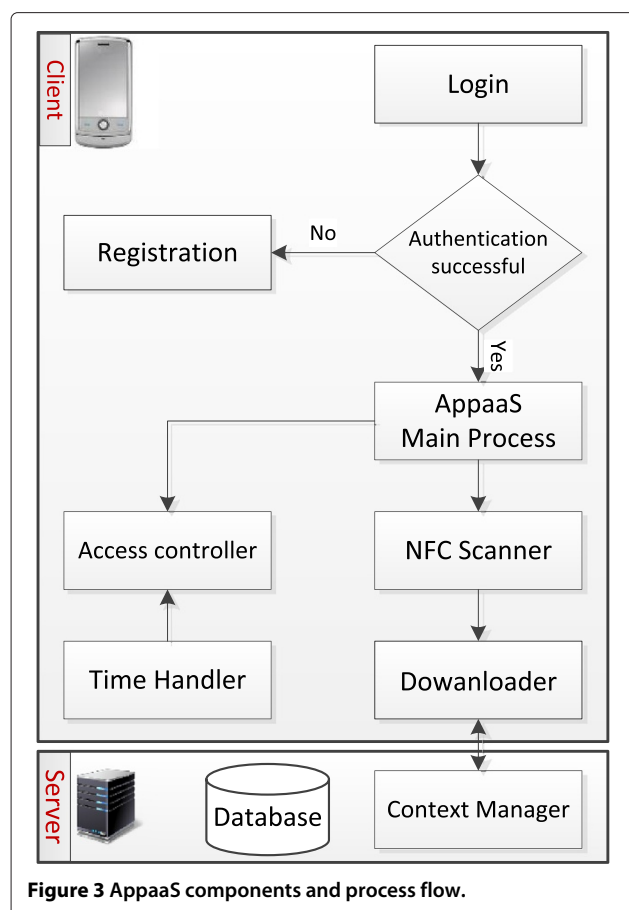 Client
Login
Authentication
successful
No
Registration
Yes
AppaaS
Main Process
Access controller
NFC Scanner
Time Handler
Dowanloader
Server
Database
Context Manager
Figure 3 AppaaS components and process flow.